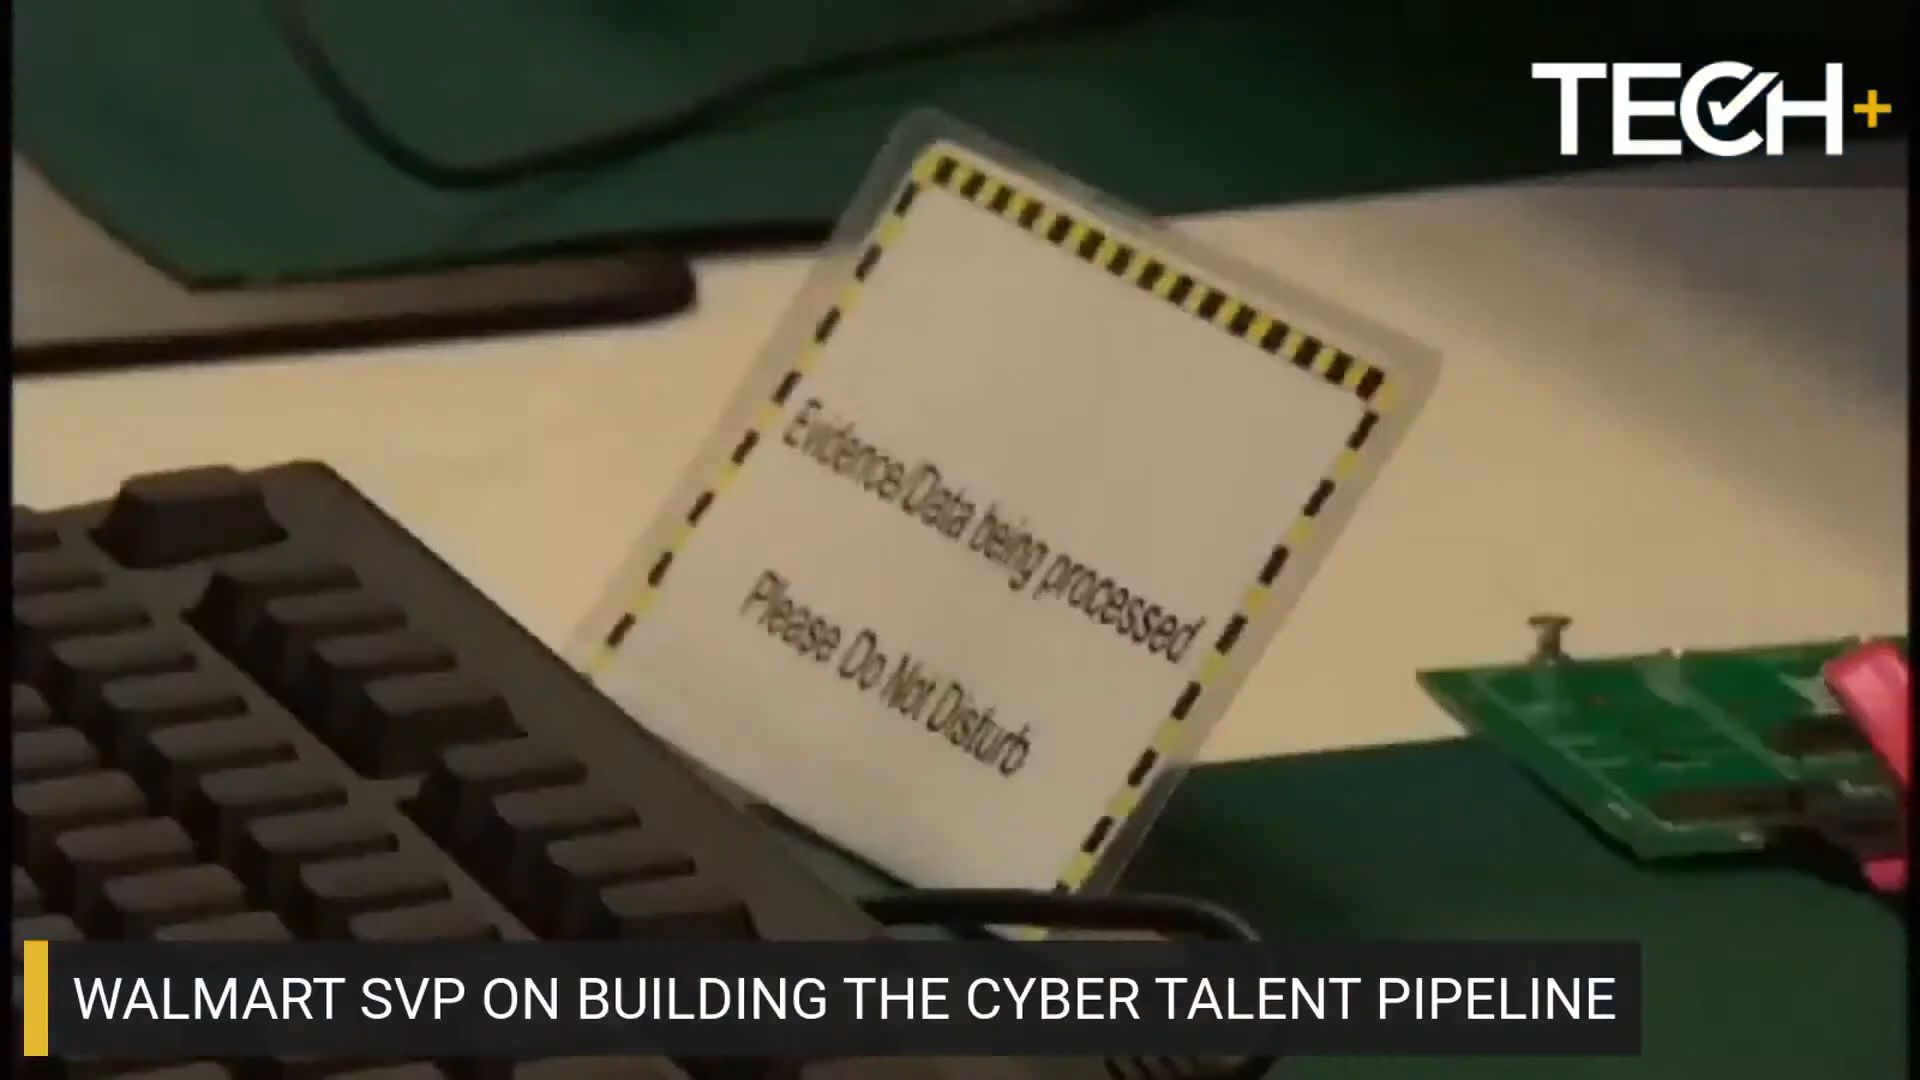 TECH+
Evidence/Data being processed
Please Do Not Disturb
WALMART SVP ON BUILDING THE CYBER TALENT PIPELINE